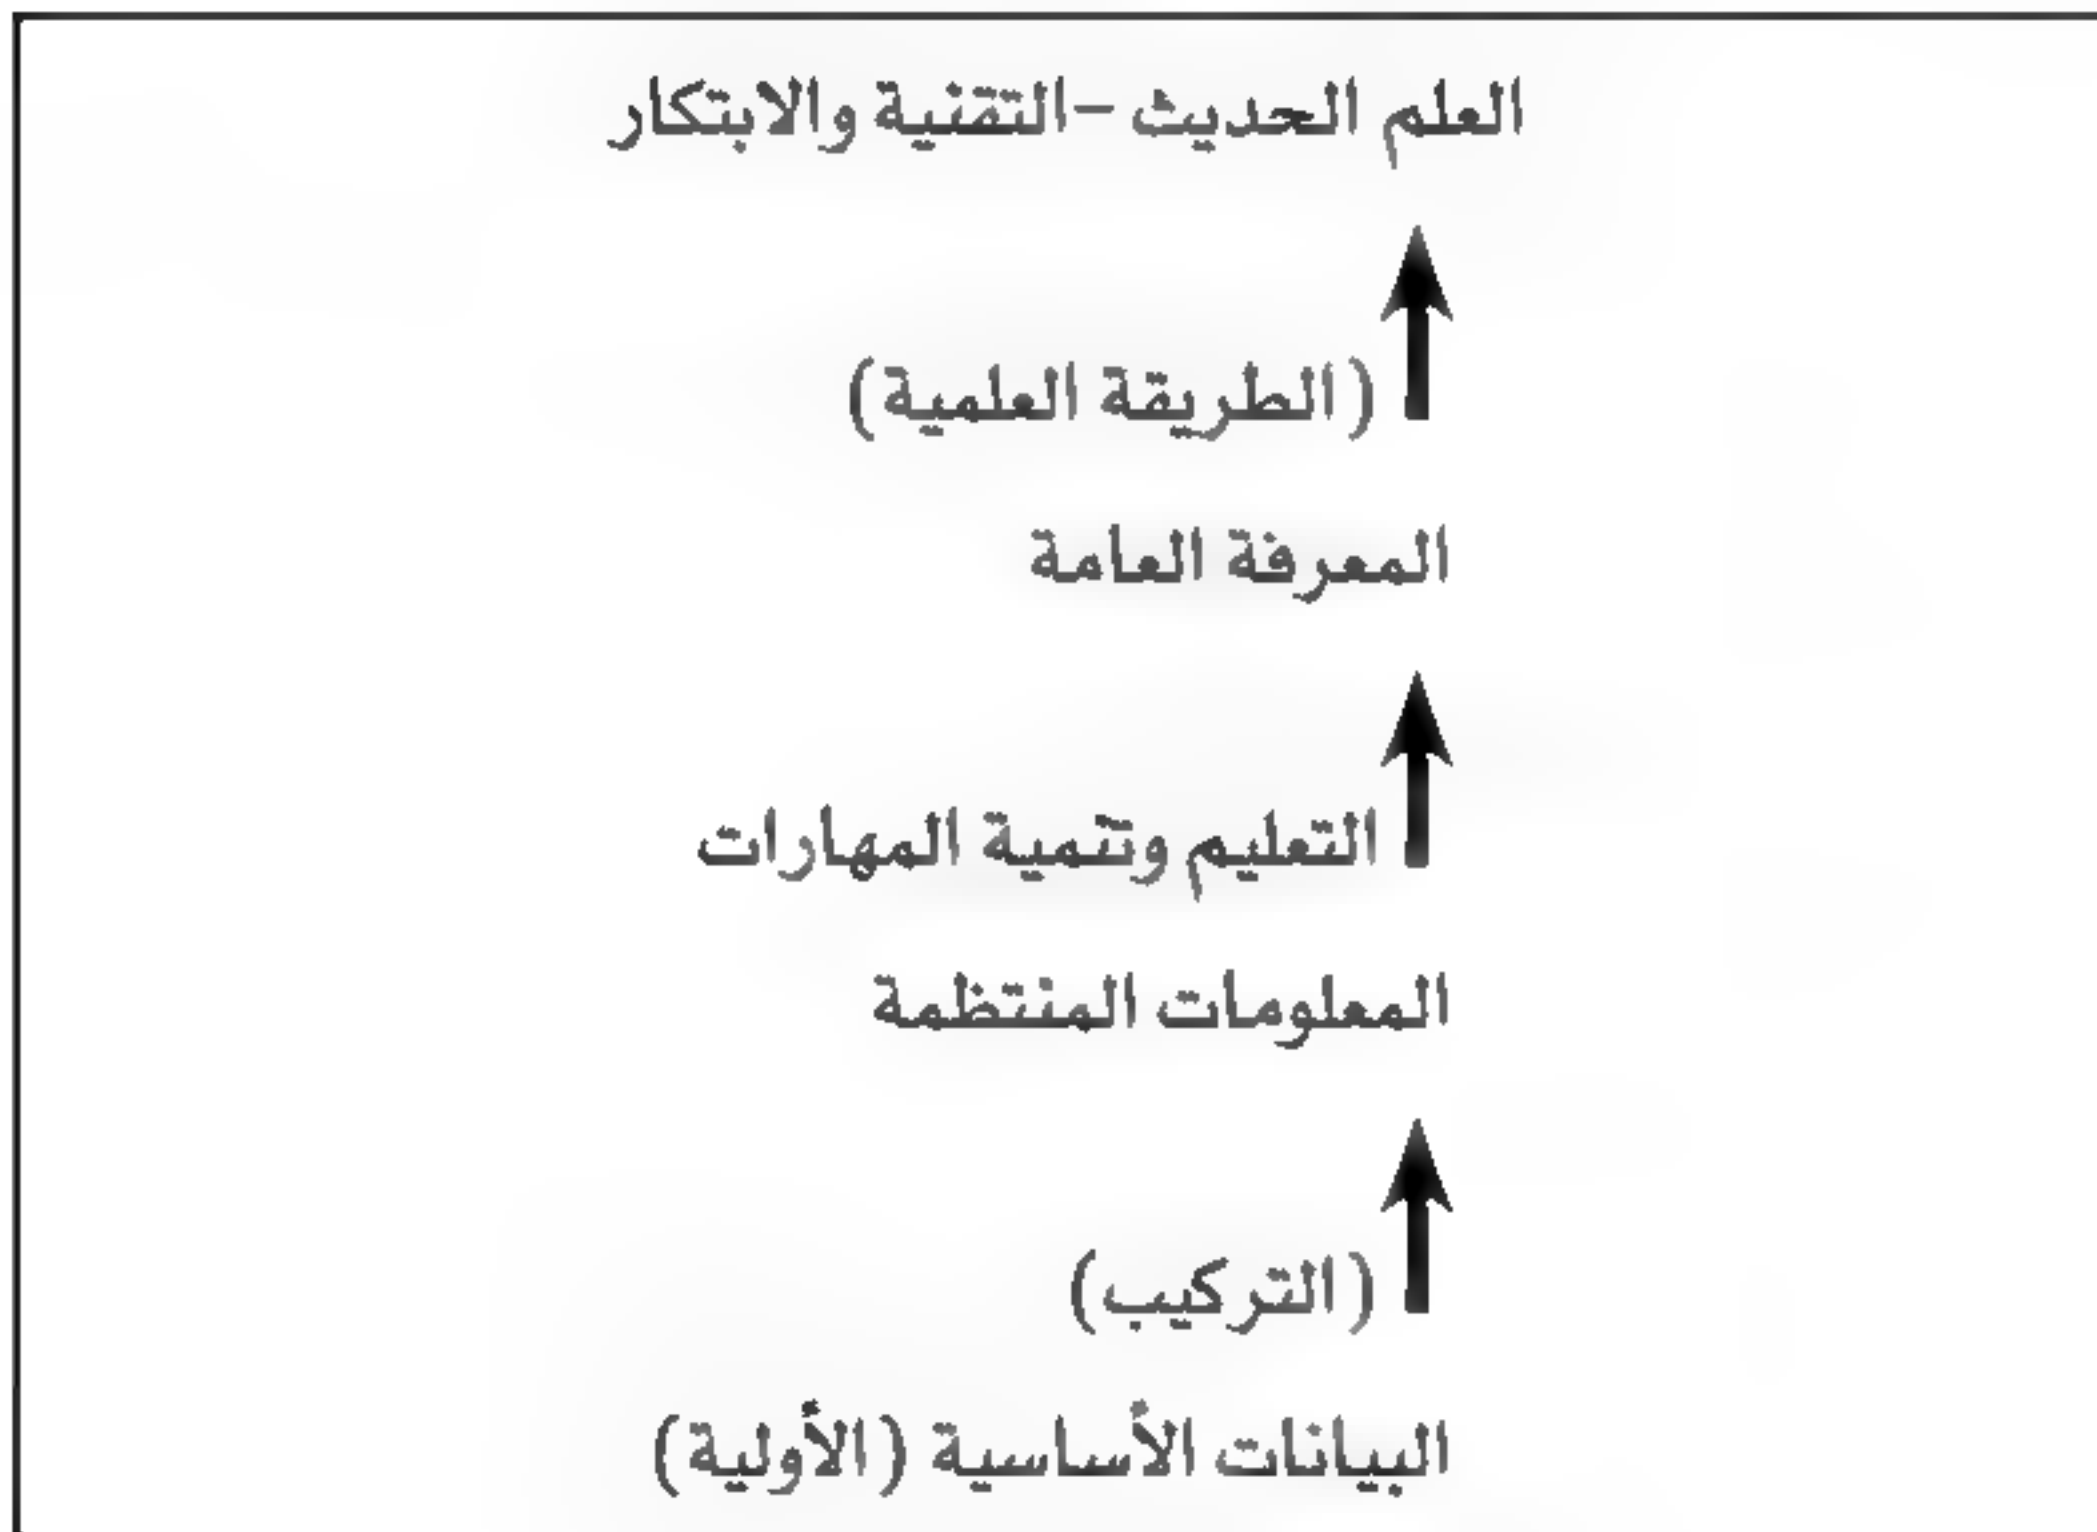 العلم الحديث -التقنية والابتكار
(الطريقة العلمية)
المعرفة العامة
التعليم وتنمية المهارات
المعلومات المنتظمة
(التركيب)
البيانات الأساسية (الأولية)